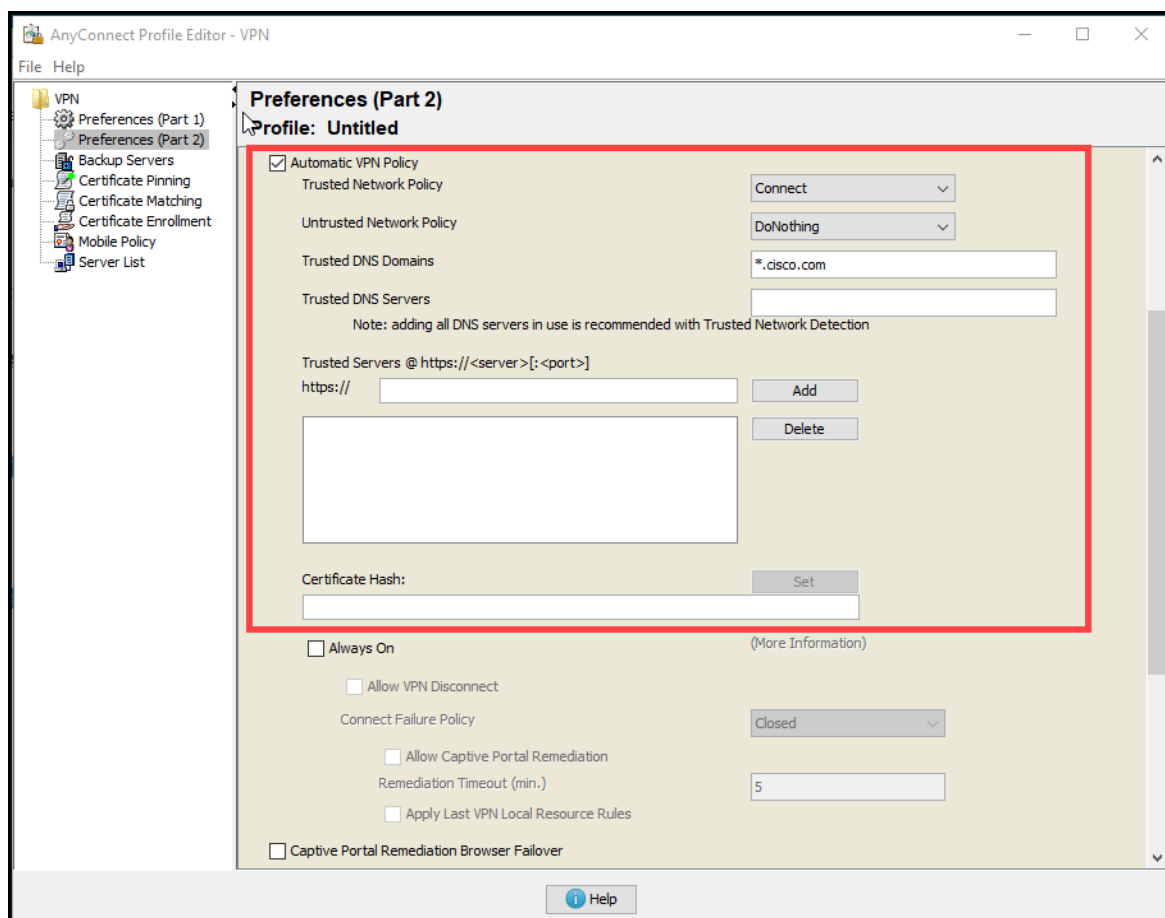 AnyConnect Profile Editor - VPN
File Help
VPN
Preferences (Part 1)
Preferences (Part 2)
Backup Servers
Certificate Pinning
Certificate Matching
Certificate Enrollment
Mobile Policy
Server List
Preferences (Part 2)
Profile: Untitled
Automatic VPN Policy
Trusted Network Policy Connect
Untrusted Network Policy DoNothing
Trusted DNS Domains *.cisco.com
Trusted DNS Servers
Note: adding all DNS servers in use is recommended with Trusted Network Detection
Trusted Servers @ https://<server>[:<port>]
https:// Add
Delete
Certificate Hash: Set
Always On (More Information)
Allow VPN Disconnect
Connect Failure Policy Closed
Allow Captive Portal Remediation
Remediation Timeout (min.) 5
Apply Last VPN Local Resource Rules
Captive Portal Remediation Browser Failover
Help